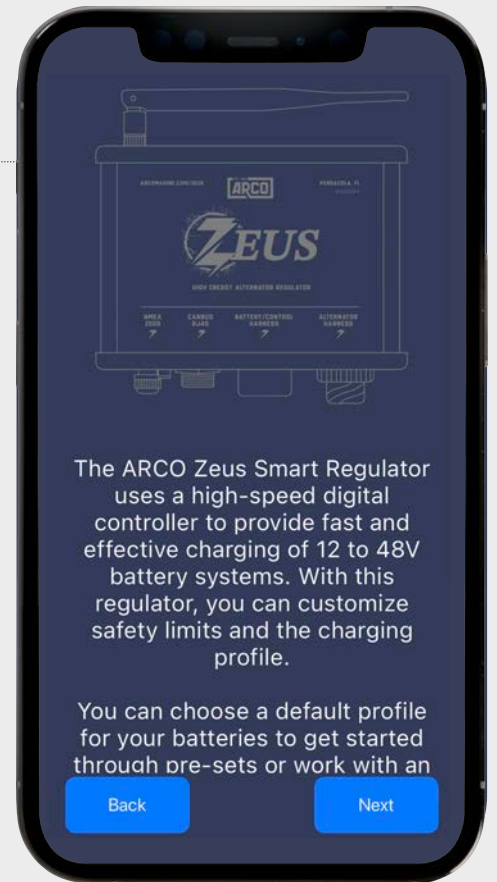 ARCOMARINE.COM/ZEUS
ARCO
PENSACOLA, FL
ZEUS
HIGH ENERGY ALTERNATOR REGULATOR
NMEA
2000
CANBUS
RJ45
BATTERY/CONTROL
HARNESS
ALTERNATOR
HARNESS
The ARCO Zeus Smart Regulator
uses a high-speed digital
controller to provide fast and
effective charging of 12 to 48V
battery systems. With this
regulator, you can customize
safety limits and the charging
profile.
You can choose a default profile
for your batteries to get started
through pre-sets or work with an
Back
Next